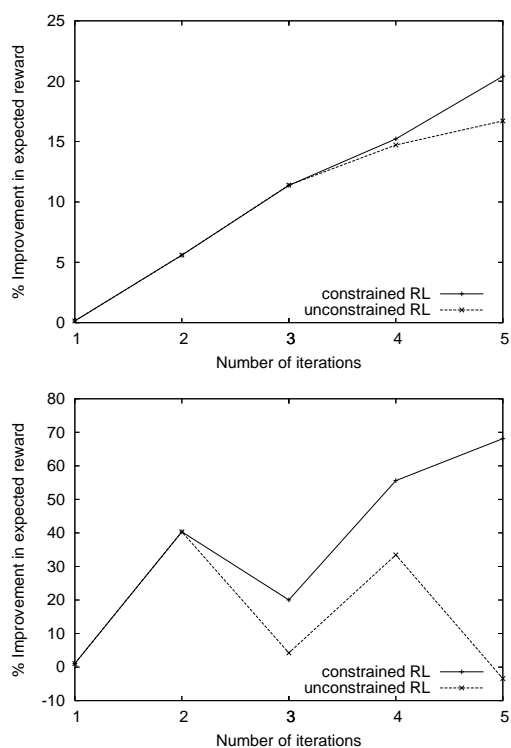 % Improvement in expected reward
25
20
15
10
5
0
constrained RL
unconstrained RL
1 2 3 4 5
Number of iterations
% Improvement in expected reward
80
70
60
50
40
30
20
10
0
-10
constrained RL
unconstrained RL
1 2 3 4 5
Number of iterations